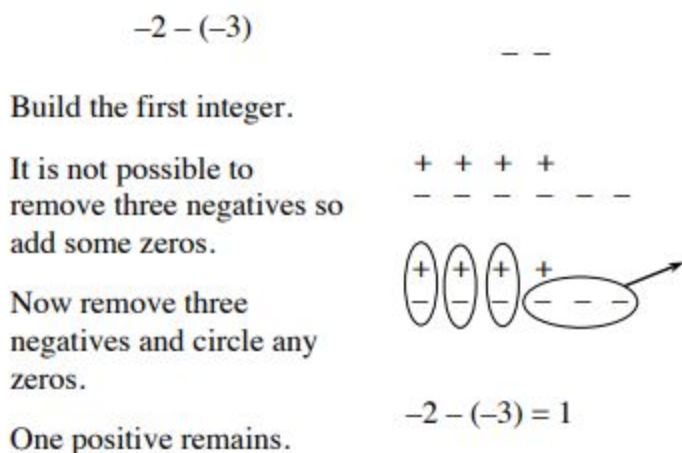 –2 – (–3)
– –
Build the first integer.
It is not possible to
remove three negatives so
add some zeros.
+ + + +
– – – – – –
Now remove three
negatives and circle any
zeros.
+ + + +
– – – – – –
One positive remains.
–2 – (–3) = 1